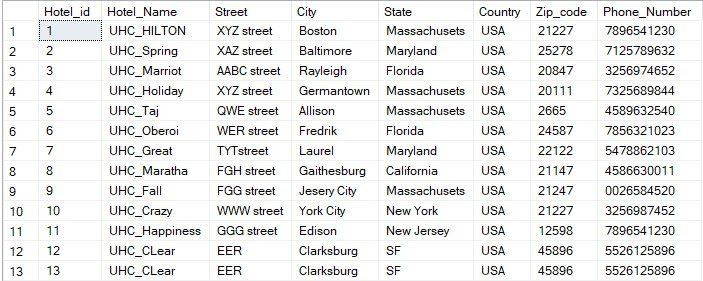 Hotel_id Hotel_Name Street City State Country Zip_code Phone_Number
1 1 UHC_HILTON XYZ street Boston Massachusets USA 21227 7896541230
2 2 UHC_Spring XAZ street Baltimore Maryland USA 25278 7125789632
3 3 UHC_Marriot AABC street Rayleigh Florida USA 20847 3256974652
4 4 UHC_Holiday XYZ street Germantown Massachusets USA 20111 7325689844
5 5 UHC_Taj QWE street Allison Massachusets USA 2665 4589632540
6 6 UHC_Oberoi WER street Fredrik Florida USA 24587 7856321023
7 7 UHC_Great TYTstreet Laurel Maryland USA 22122 5478862103
8 8 UHC_Maratha FGH street Gaithesburg California USA 21147 4586630011
9 9 UHC_Fall FGG street Jesery City Massachusets USA 21247 0026584520
10 10 UHC_Crazy WWW street York City New York USA 21227 3256987452
11 11 UHC_Happiness GGG street Edison New Jersey USA 12598 7896541230
12 12 UHC_CLear EER Clarksburg SF USA 45896 5526125896
13 13 UHC_CLear EER Clarksburg SF USA 45896 5526125896